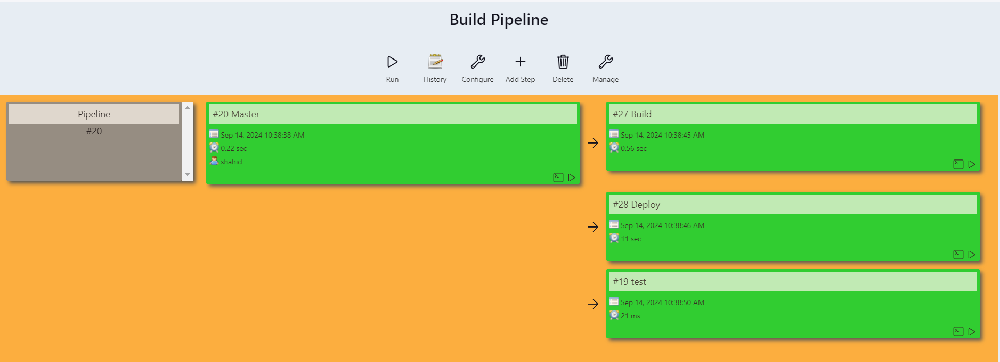 Build Pipeline
Run
History
Configure
Add Step
Delete
Manage
Pipeline
#20
#20 Master
Sep 14, 2024 10:38:38 AM
0.22 sec
shahid
#27 Build
Sep 14, 2024 10:38:45 AM
0.56 sec
#28 Deploy
Sep 14, 2024 10:38:46 AM
11 sec
#19 test
Sep 14, 2024 10:38:50 AM
21 ms